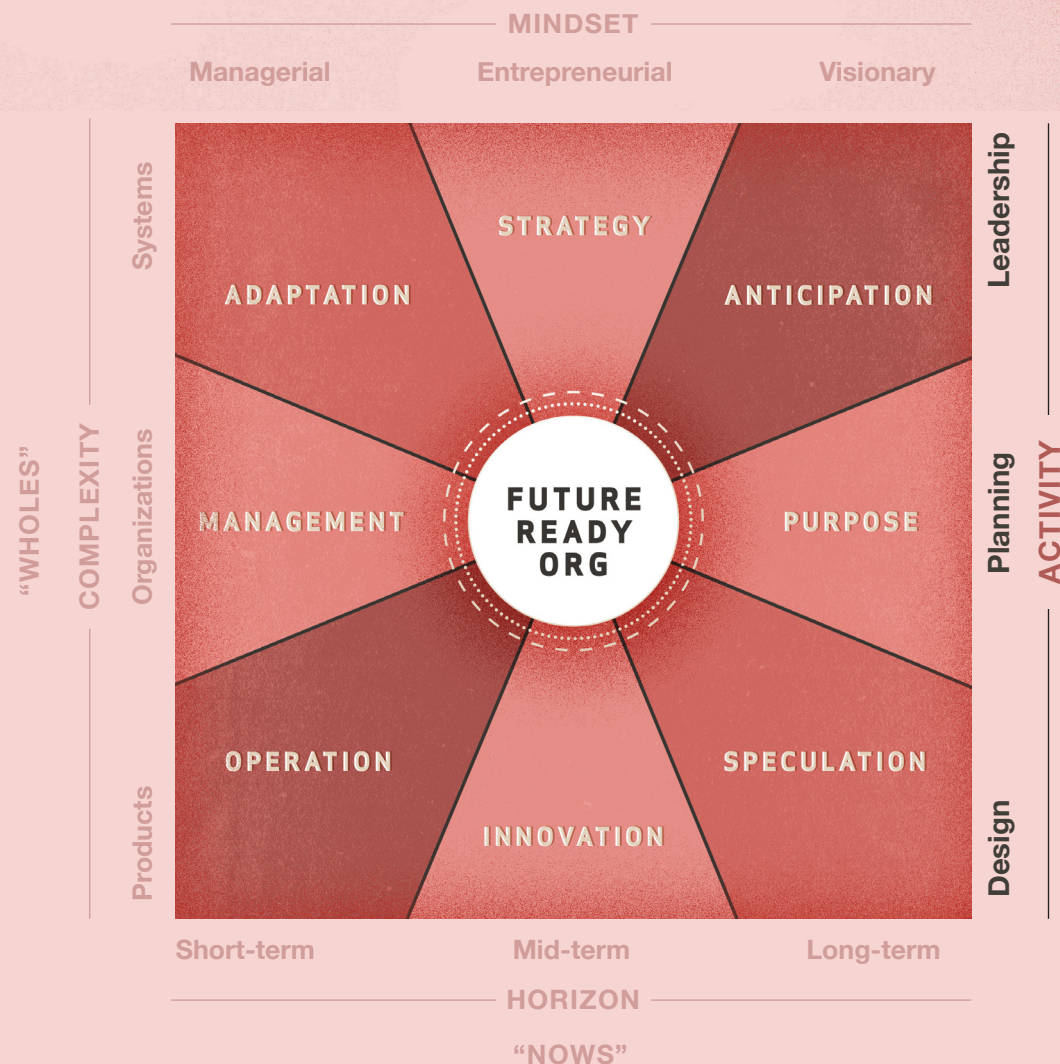 MINDSET
Managerial
Entrepreneurial
Visionary
Systems
Organizations
Products
COMPLEXITY
“WHOLES”
STRATEGY
ADAPTATION
ANTICIPATION
MANAGEMENT
FUTURE
READY
ORG
PURPOSE
OPERATION
SPECULATION
INNOVATION
Leadership
Planning
Design
ACTIVITY
Short-term
Mid-term
Long-term
HORIZON
“NOWS”